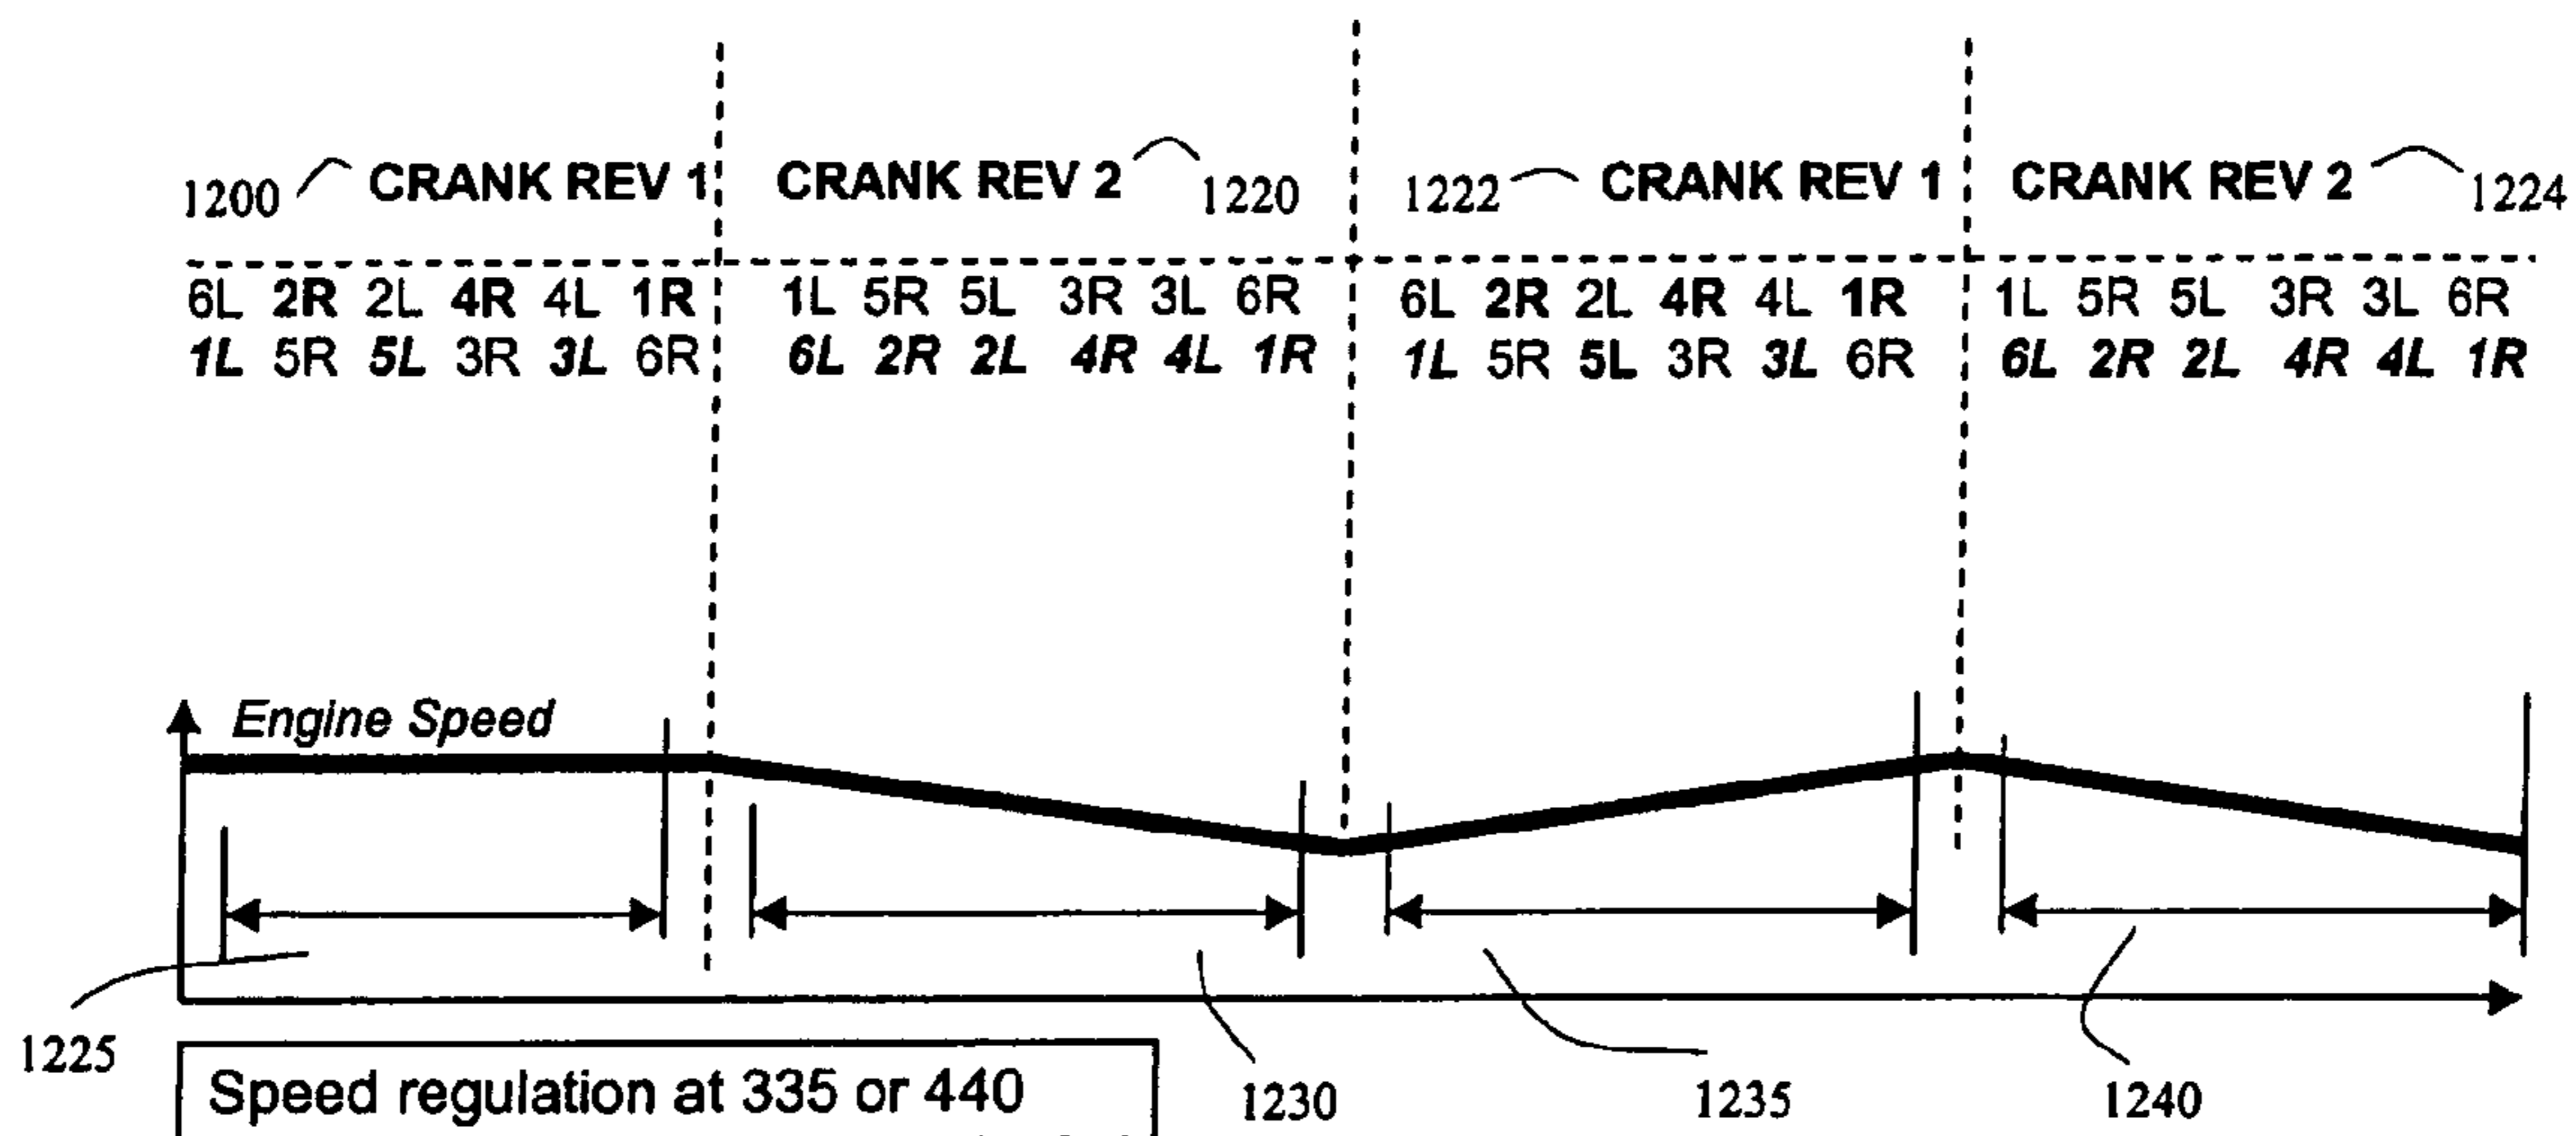 1200 CRANK REV 1 CRANK REV 2 1220 1222 CRANK REV 1 CRANK REV 2 1224
6L 2R 2L 4R 4L 1R 1L 5R 5L 3R 3L 6R 6L 2R 2L 4R 4L 1R 1L 5R 5L 3R 3L 6R
1L 5R 5L 3R 3L 6R 6L 2R 2L 4R 4L 1R 1L 5R 5L 3R 3L 6R 6L 2R 2L 4R 4L 1R
Engine Speed
1225 1230 1235 1240
Speed regulation at 335 or 440